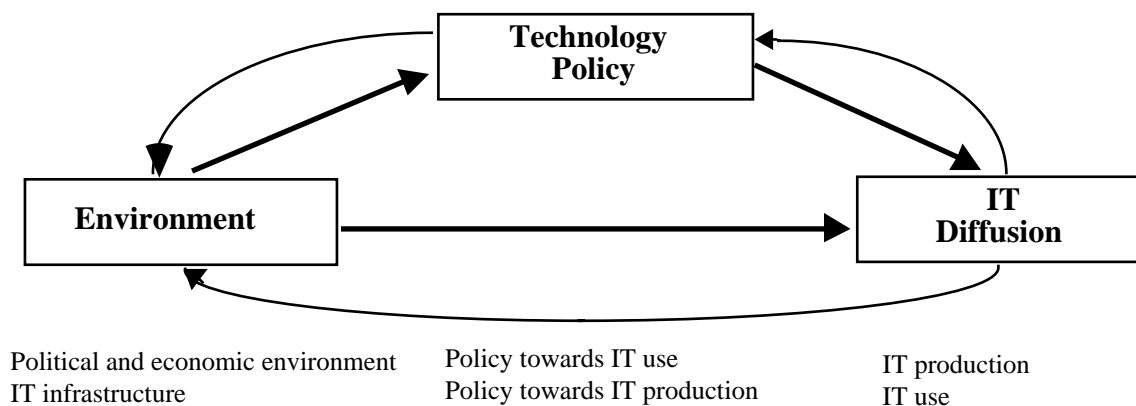 Technology
Policy
Environment
IT
Diffusion
Political and economic environment
IT infrastructure
Policy towards IT use
Policy towards IT production
IT production
IT use